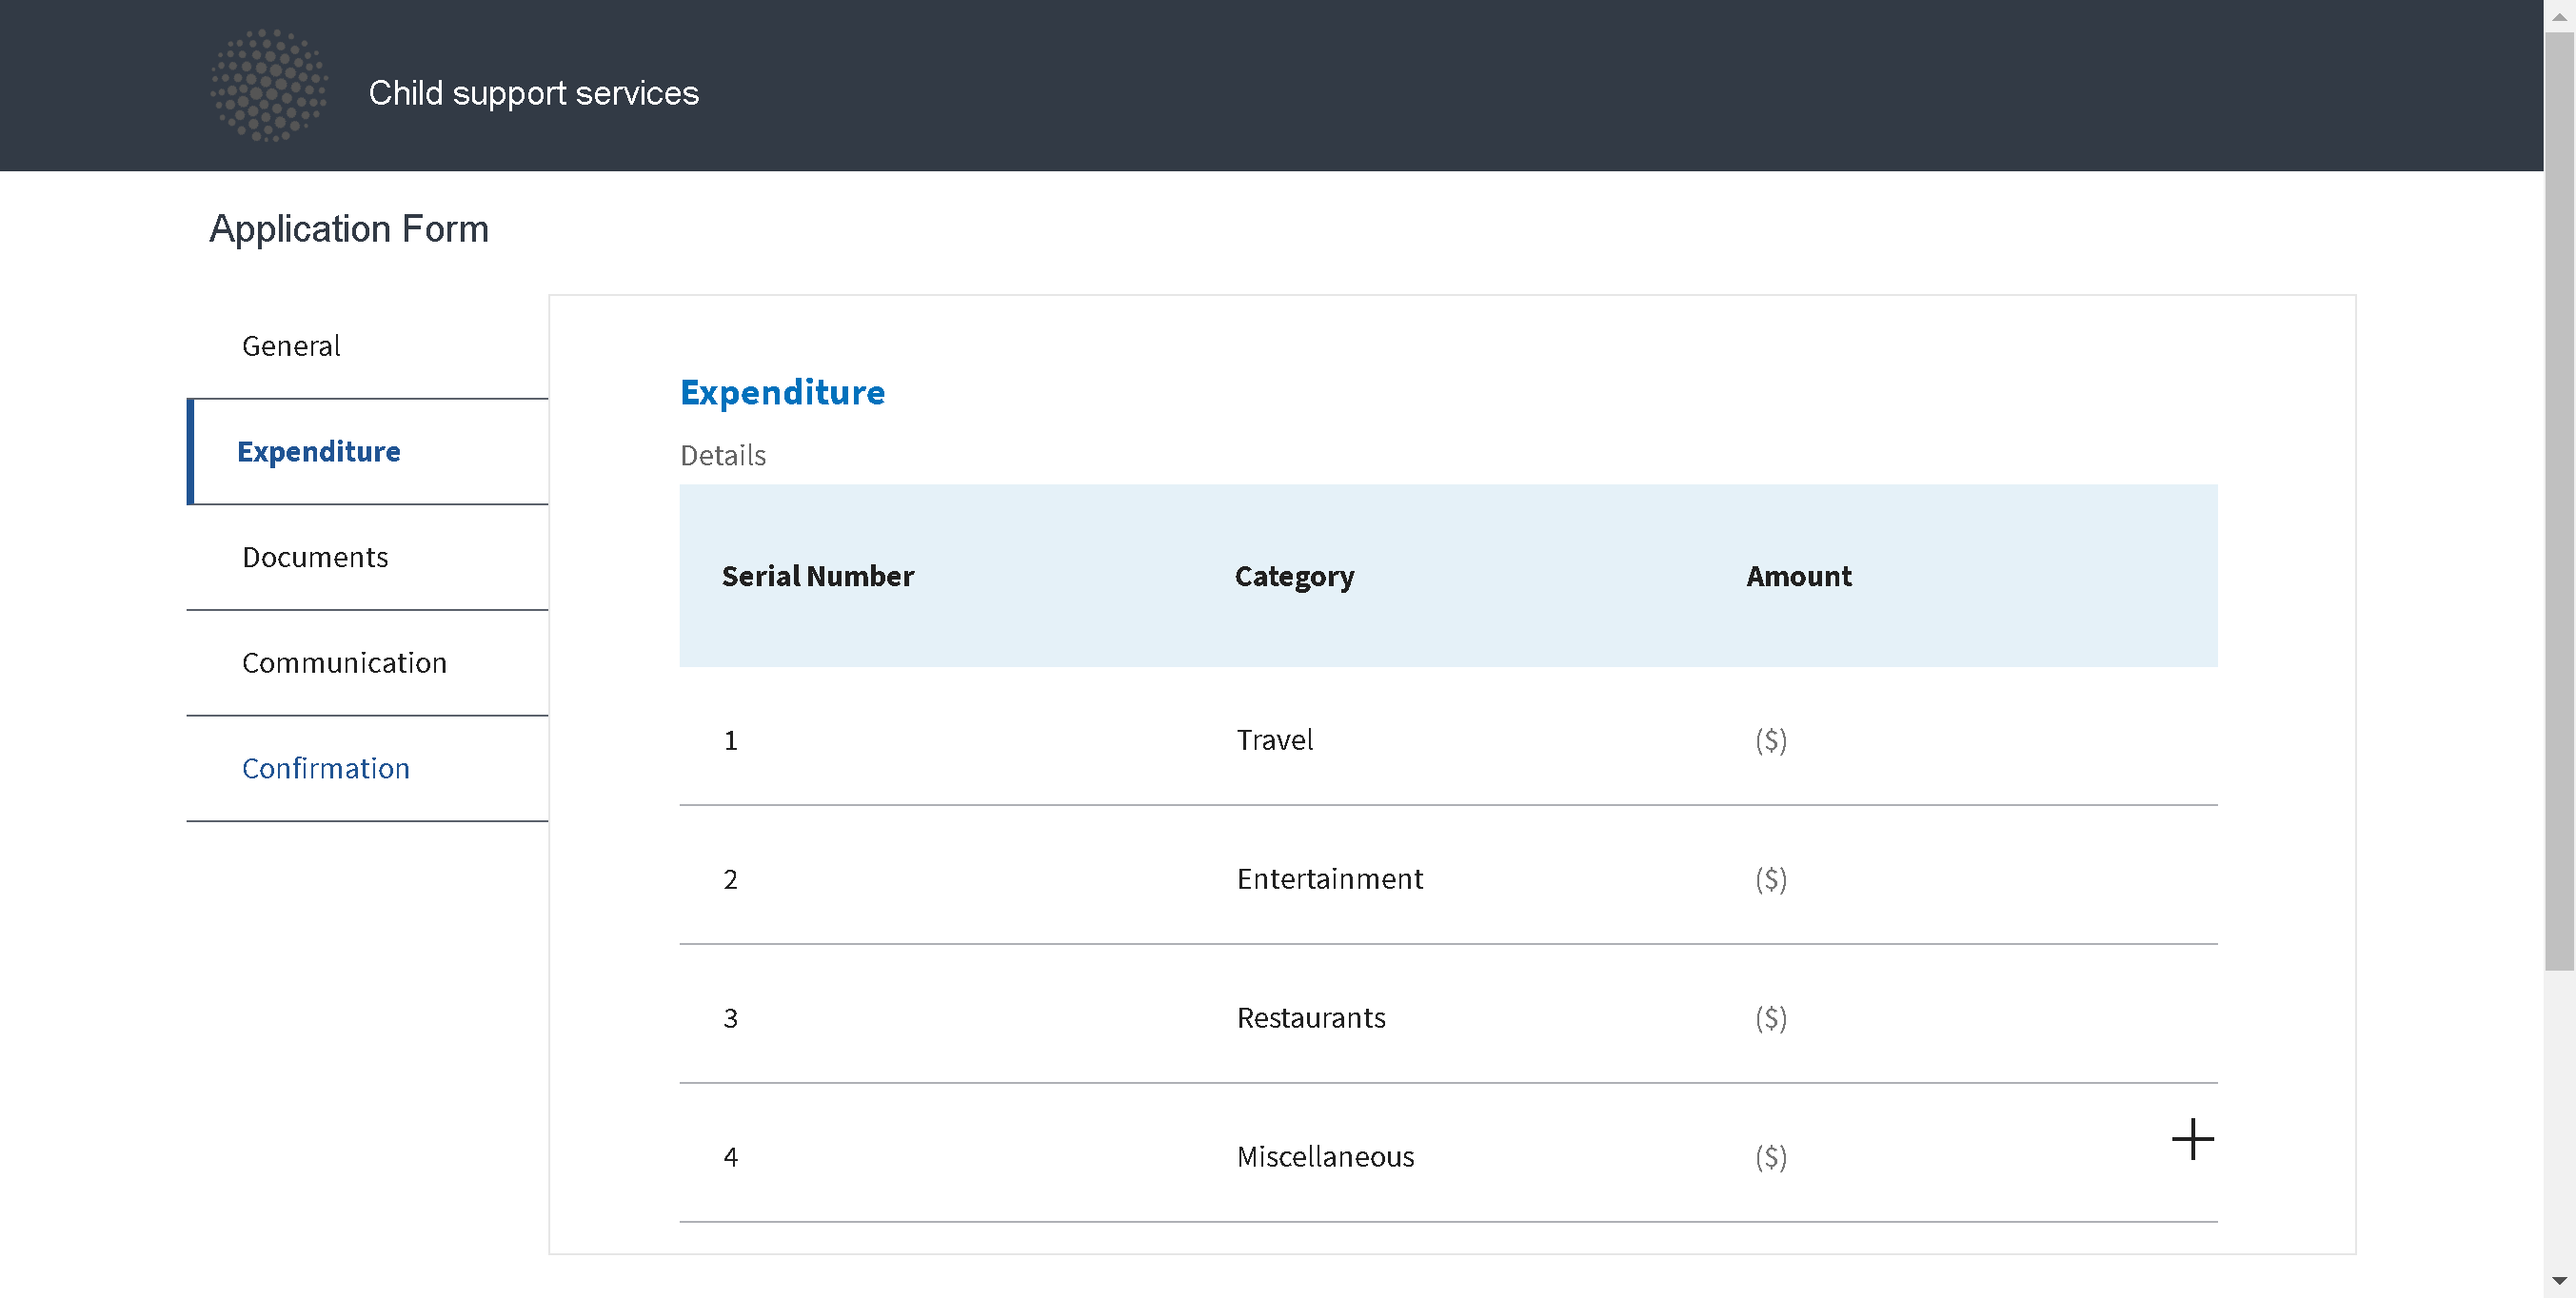 Child support services
Application Form
General
Expenditure
Documents
Communication
Confirmation
Expenditure
Details
Serial Number Category Amount
1 Travel ($)
2 Entertainment ($)
3 Restaurants ($)
4 Miscellaneous ($)